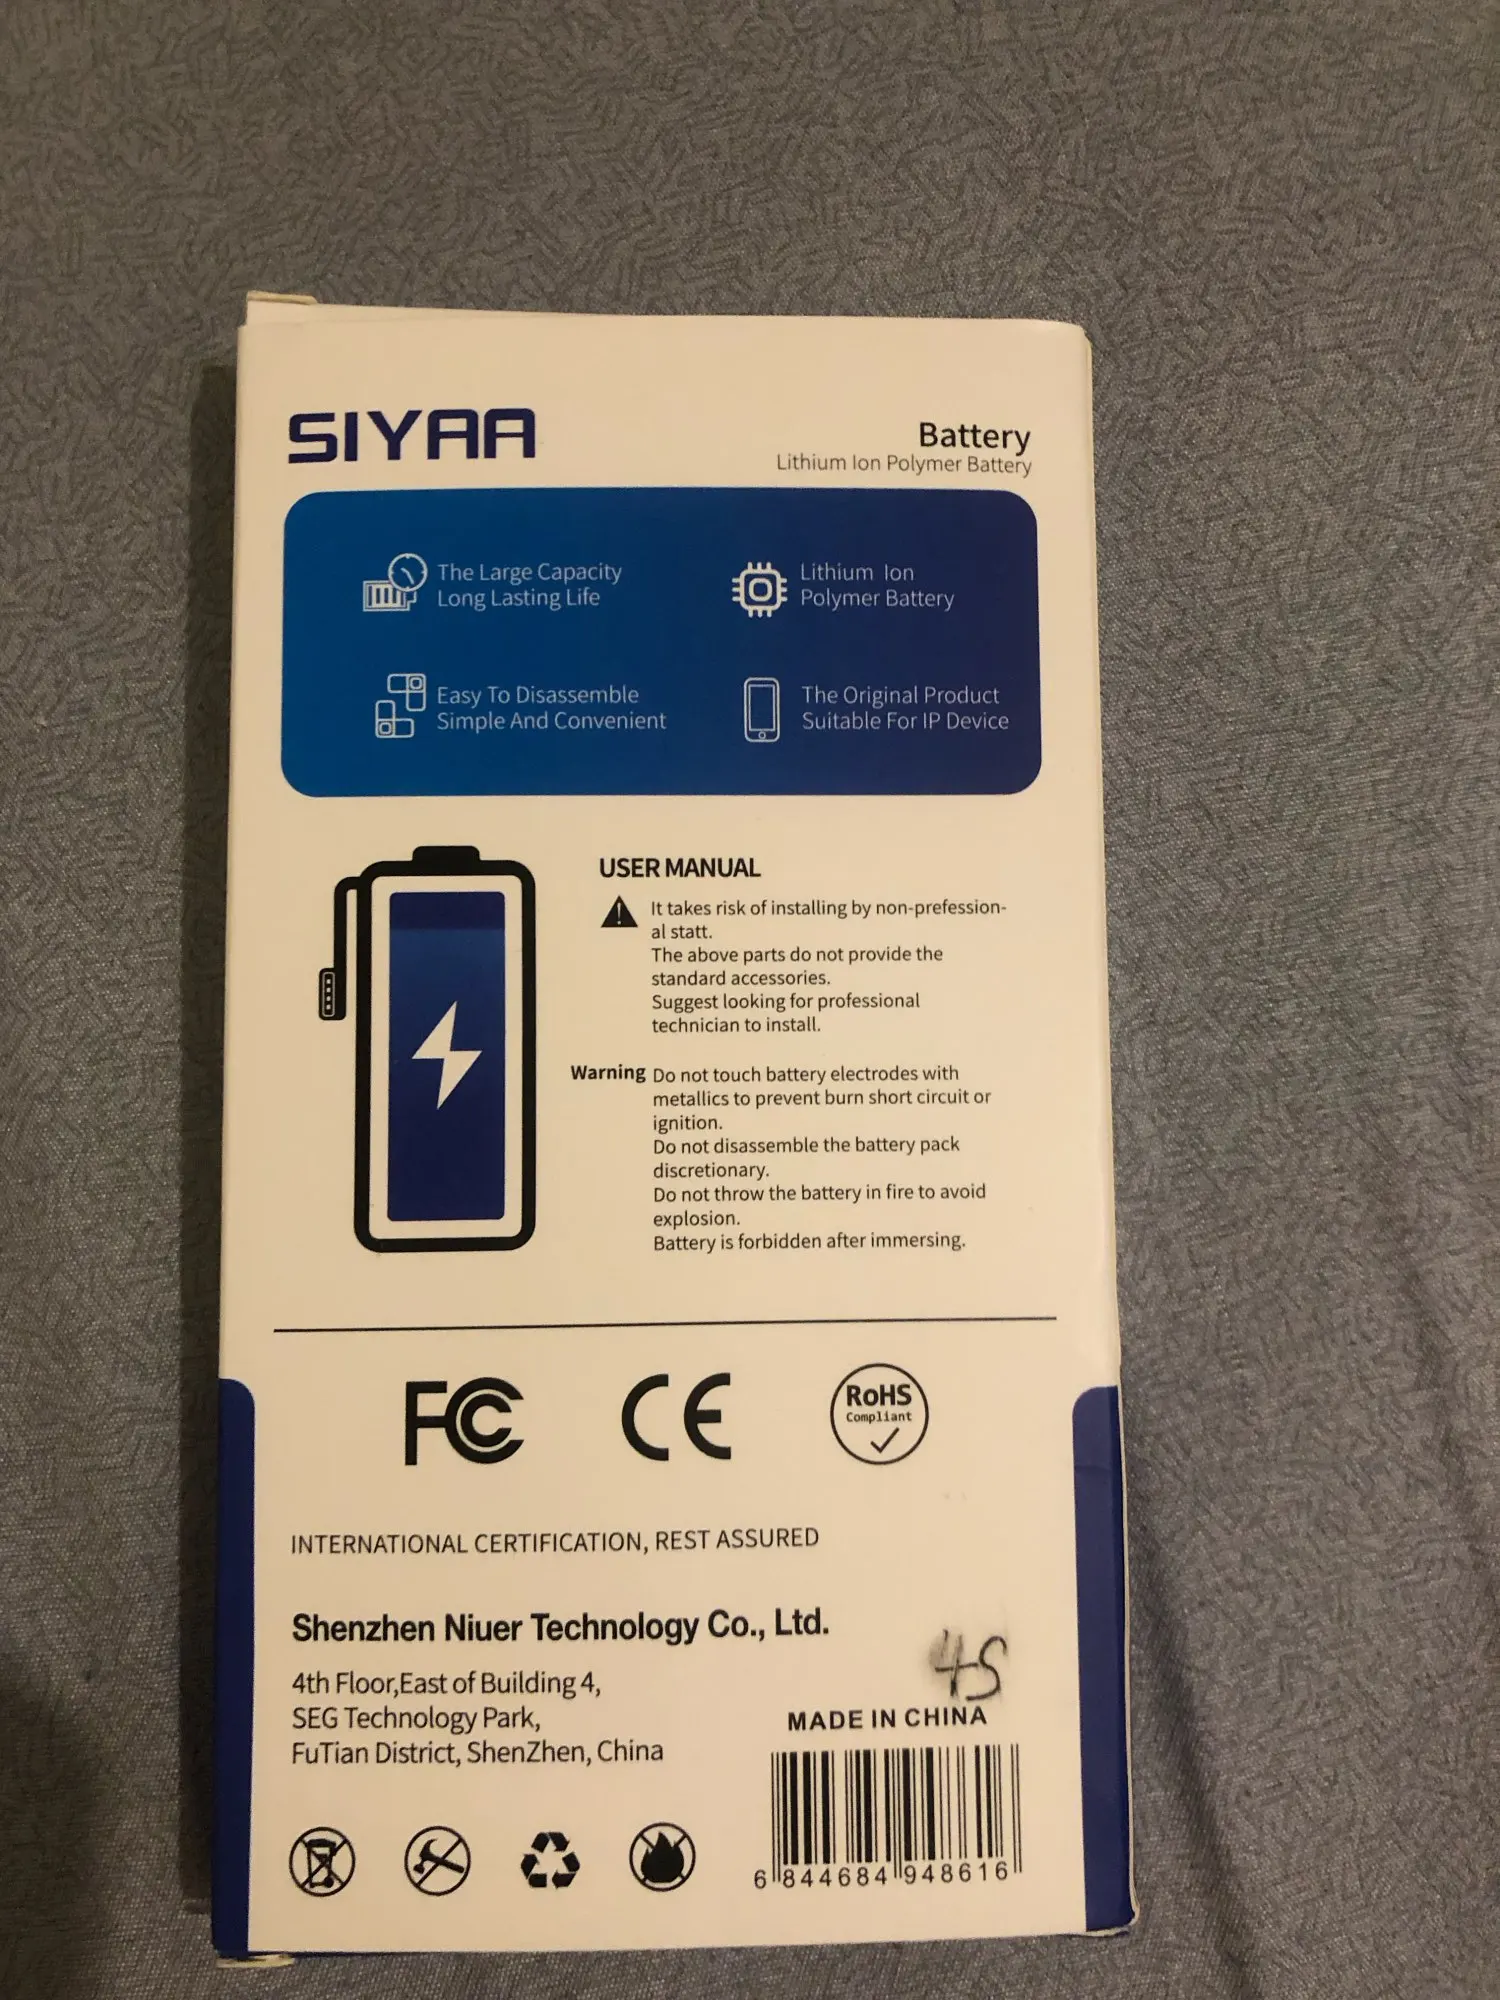 SIYAA
Battery
Lithium Ion Polymer Battery
The Large Capacity
Long Lasting Life
Lithium Ion
Polymer Battery
Easy To Disassemble
Simple And Convenient
The Original Product
Suitable For IP Device
USER MANUAL
It takes risk of installing by non-prefession-
al statt.
The above parts do not provide the
standard accessories.
Suggest looking for professional
technician to install.
Warning Do not touch battery electrodes with
metallics to prevent burn short circuit or
ignition.
Do not disassemble the battery pack
discretionary.
Do not throw the battery in fire to avoid
explosion.
Battery is forbidden after immersing.
FC
CE
RoHS
Compliant
INTERNATIONAL CERTIFICATION, REST ASSURED
Shenzhen Niuer Technology Co., Ltd.
4th Floor,East of Building 4,
SEG Technology Park,
FuTian District, ShenZhen, China
4S
MADE IN CHINA
6 844684 948616